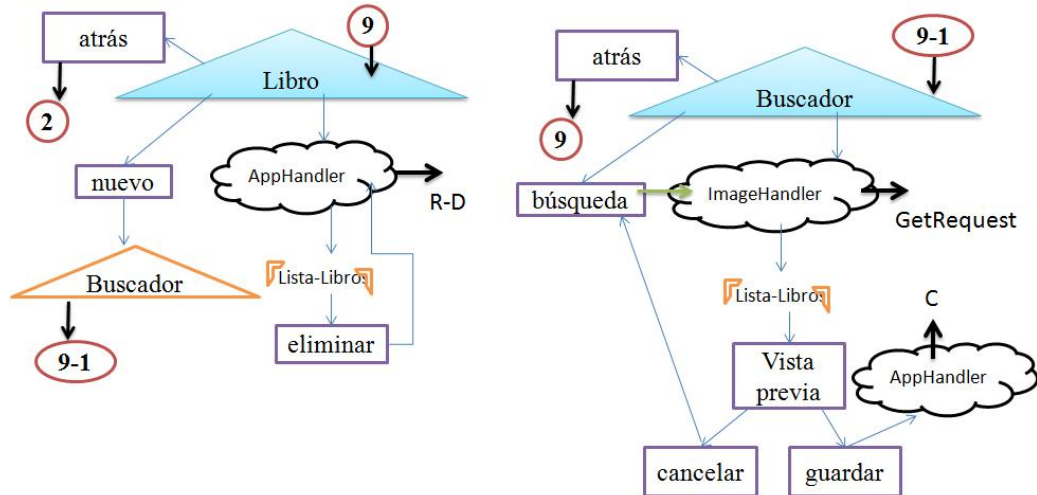 atrás
9
Libro
2
nuevo
AppHandler
R-D
Buscador
Lista-Libros
eliminar
9-1
9-1
atrás
Buscador
9
búsqueda
ImageHandler
GetRequest
Lista-Libros
C
Vista
previa
AppHandler
cancelar
guardar